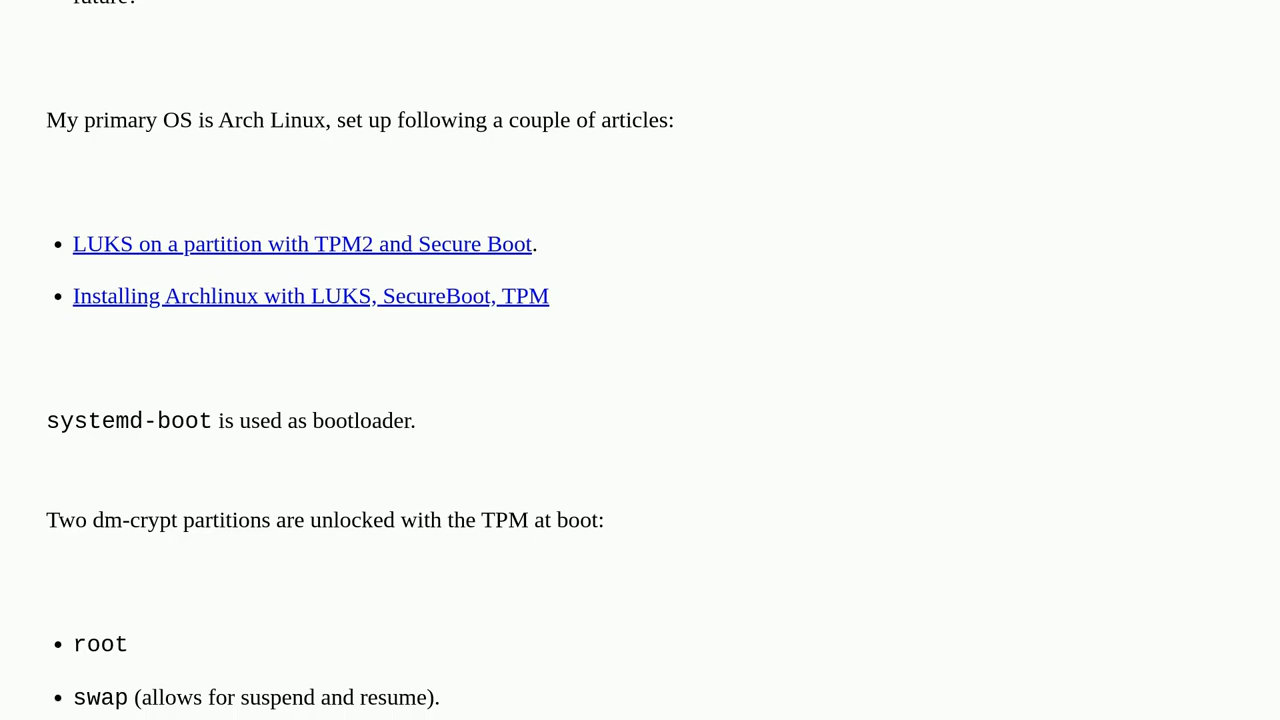 future?
My primary OS is Arch Linux, set up following a couple of articles:
• LUKS on a partition with TPM2 and Secure Boot.
• Installing Archlinux with LUKS, SecureBoot, TPM
systemd-boot is used as bootloader.
Two dm-crypt partitions are unlocked with the TPM at boot:
• root
• swap (allows for suspend and resume).